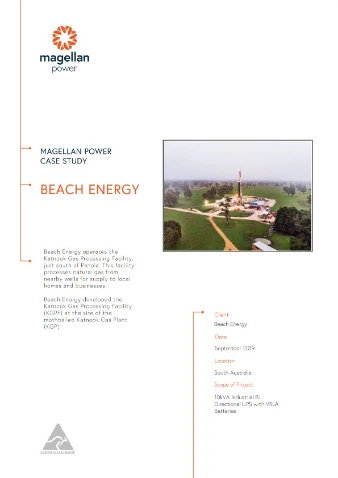 magellan
power
MAGELLAN POWER
CASE STUDY
BEACH ENERGY
Beach Energy operates the
Katnook Gas Processing Facility,
just south of Penola. This facility
processes natural gas from
nearby wells for supply to local
homes and businesses.
Beach Energy developed the
Katnook Gas Processing Facility
(KGPF) at the site of the
mothballed Katnook Gas Plant
(KGP)
Client
Beach Energy
Date
September 2019
Location
South Australia
Scope of Project
10kVA Industrial Bi
Directional UPS with VRLA
Batteries
AUSTRALIAN MADE